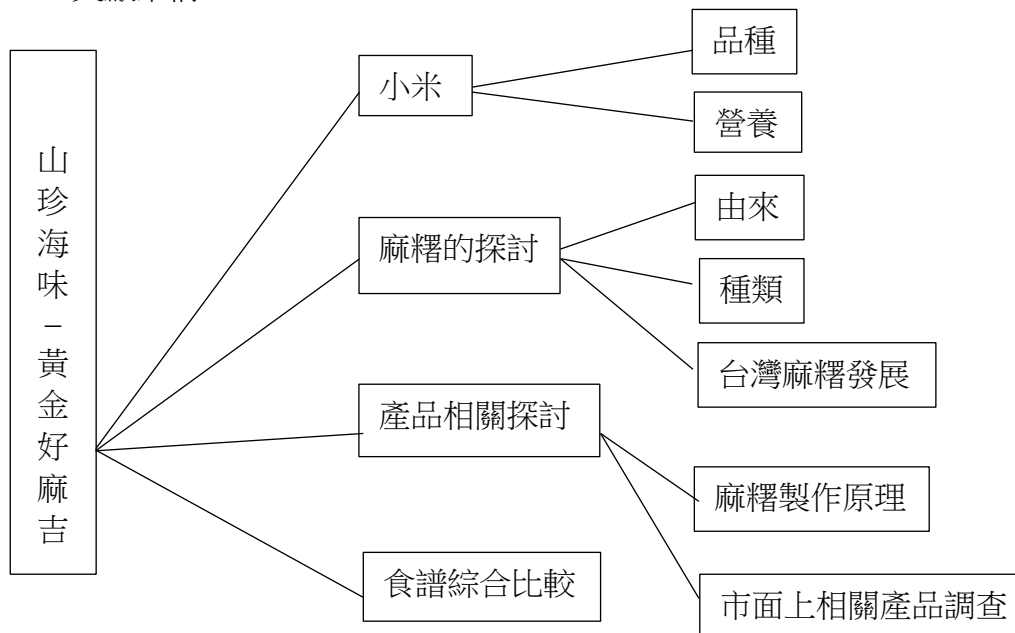 山珍海味–黃金好麻吉
小米
品種
營養
麻糬的探討
由來
種類
台灣麻糬發展
產品相關探討
麻糬製作原理
市面上相關產品調查
食譜綜合比較